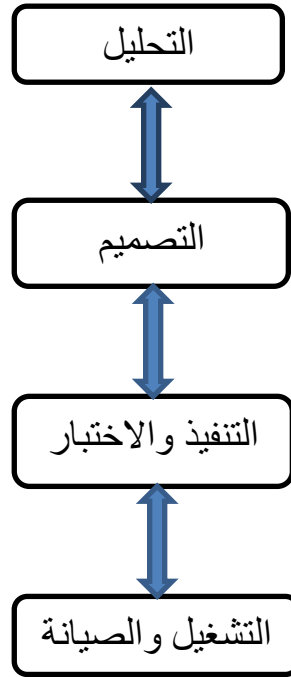 التحليل
التصميم
التنفيذ والاختبار
التشغيل والصيانة